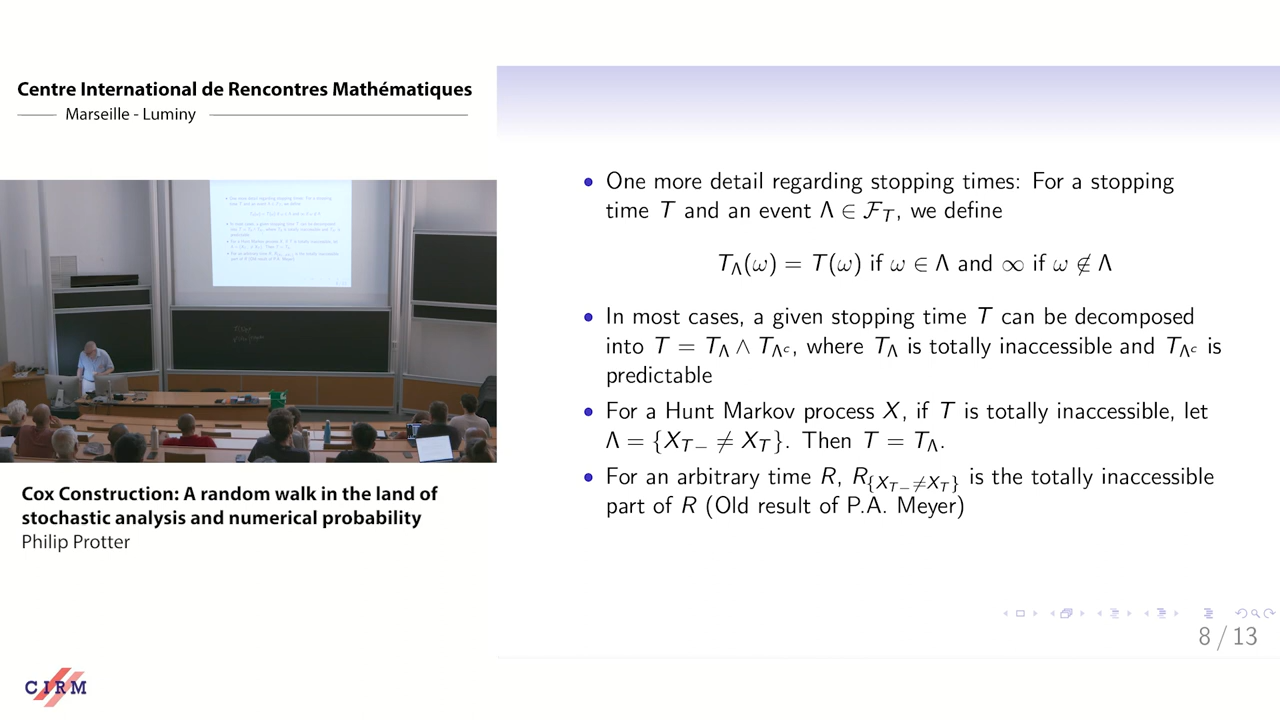 Centre International de Rencontres Mathématiques
Marseille - Luminy
Cox Construction: A random walk in the land of
stochastic analysis and numerical probability
Philip Protter
CIRM
• One more detail regarding stopping times: For a stopping
time T and an event Λ ∈ ℱ_T, we define
T_Λ(ω) = T(ω) if ω ∈ Λ and ∞ if ω ∉ Λ
• In most cases, a given stopping time T can be decomposed
into T = T_Λ ∧ T_{Λ^c}, where T_Λ is totally inaccessible and T_{Λ^c} is
predictable
• For a Hunt Markov process X, if T is totally inaccessible, let
Λ = {X_{T−} ≠ X_T}. Then T = T_Λ.
• For an arbitrary time R, R_{{X_{T−}≠X_T}} is the totally inaccessible
part of R (Old result of P.A. Meyer)
8 / 13